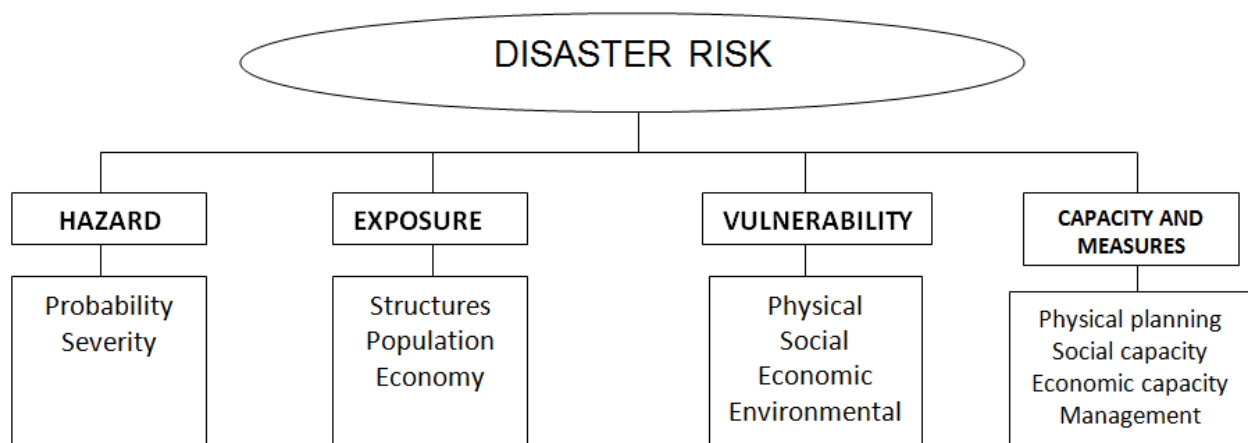 DISASTER RISK
HAZARD
Probability
Severity
EXPOSURE
Structures
Population
Economy
VULNERABILITY
Physical
Social
Economic
Environmental
CAPACITY AND
MEASURES
Physical planning
Social capacity
Economic capacity
Management